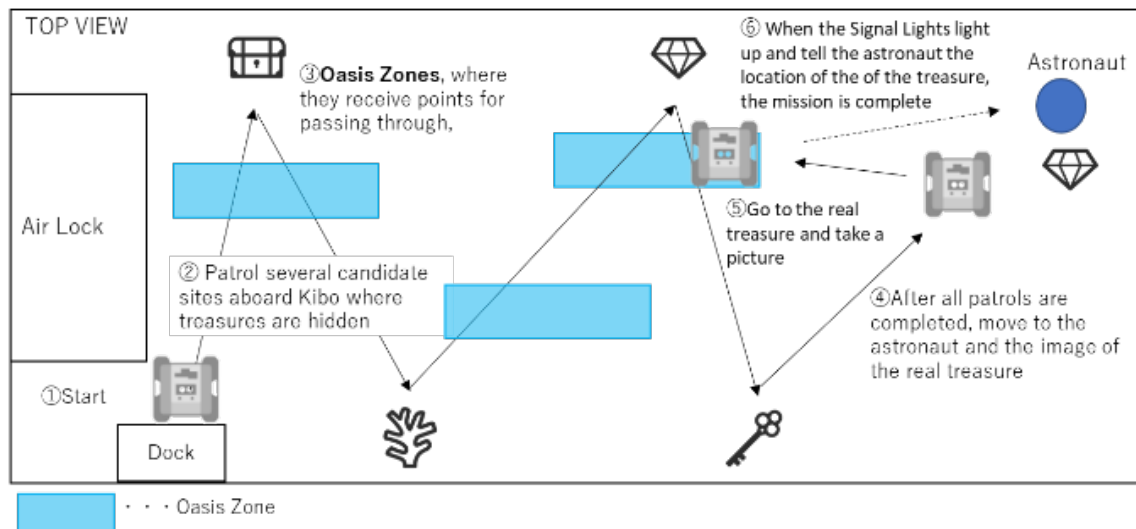 TOP VIEW
③Oasis Zones, where
they receive points for
passing through,
⑥ When the Signal Lights light
up and tell the astronaut the
location of the of the treasure,
the mission is complete
Astronaut
Air Lock
② Patrol several candidate
sites aboard Kibo where
treasures are hidden
⑤Go to the real
treasure and take a
picture
④After all patrols are
completed, move to the
astronaut and the image of
the real treasure
①Start
Dock
・・・Oasis Zone